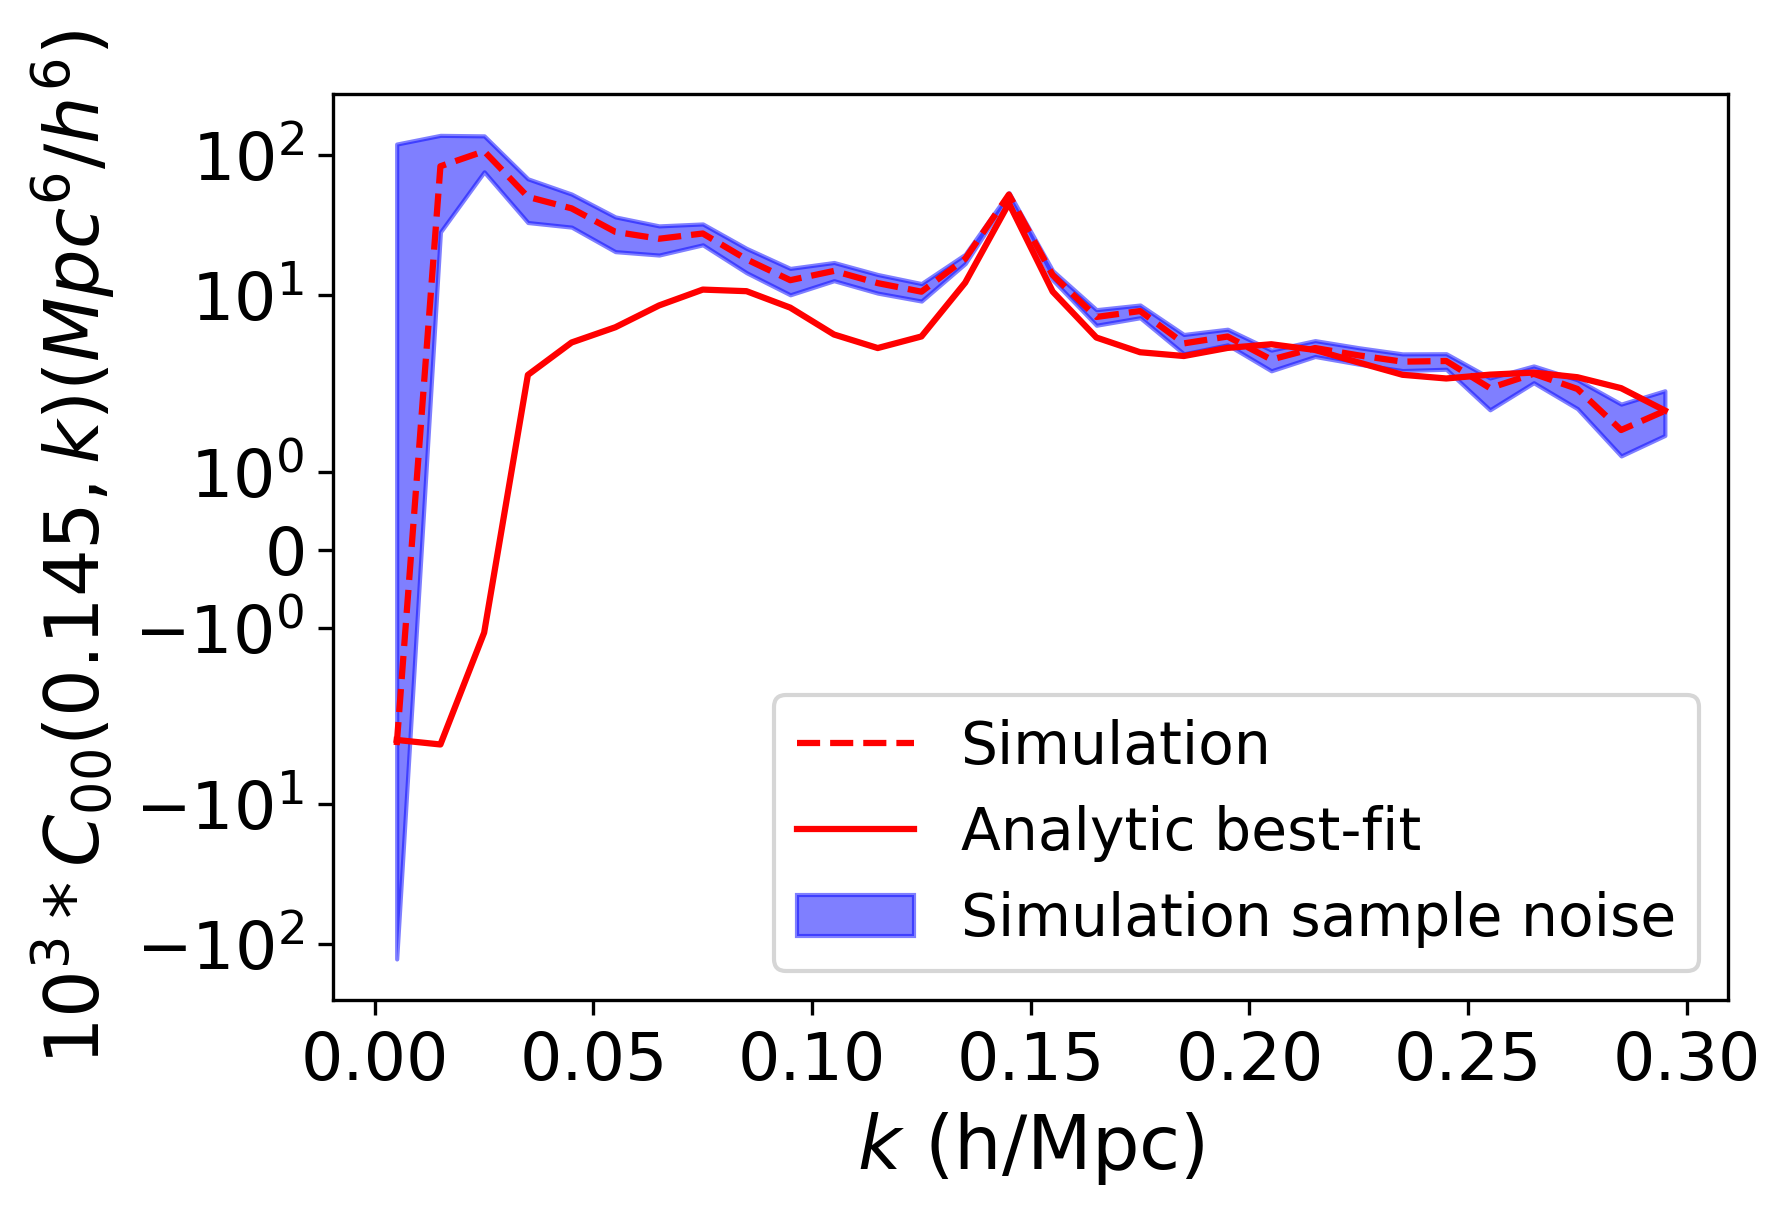 10^3 * C_{00}(0.145, k)(Mpc^6/h^6)
10^2
10^1
10^0
0
−10^0
−10^1
−10^2
Simulation
Analytic best-fit
Simulation sample noise
0.00 0.05 0.10 0.15 0.20 0.25 0.30
k (h/Mpc)